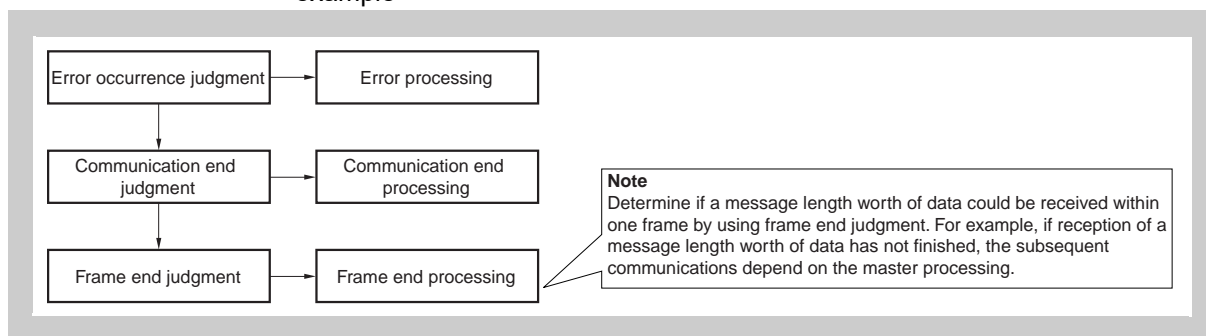 example
Error occurrence judgment
Error processing
Communication end
judgment
Communication end
processing
Frame end judgment
Frame end processing
Note
Determine if a message length worth of data could be received within
one frame by using frame end judgment. For example, if reception of a
message length worth of data has not finished, the subsequent
communications depend on the master processing.